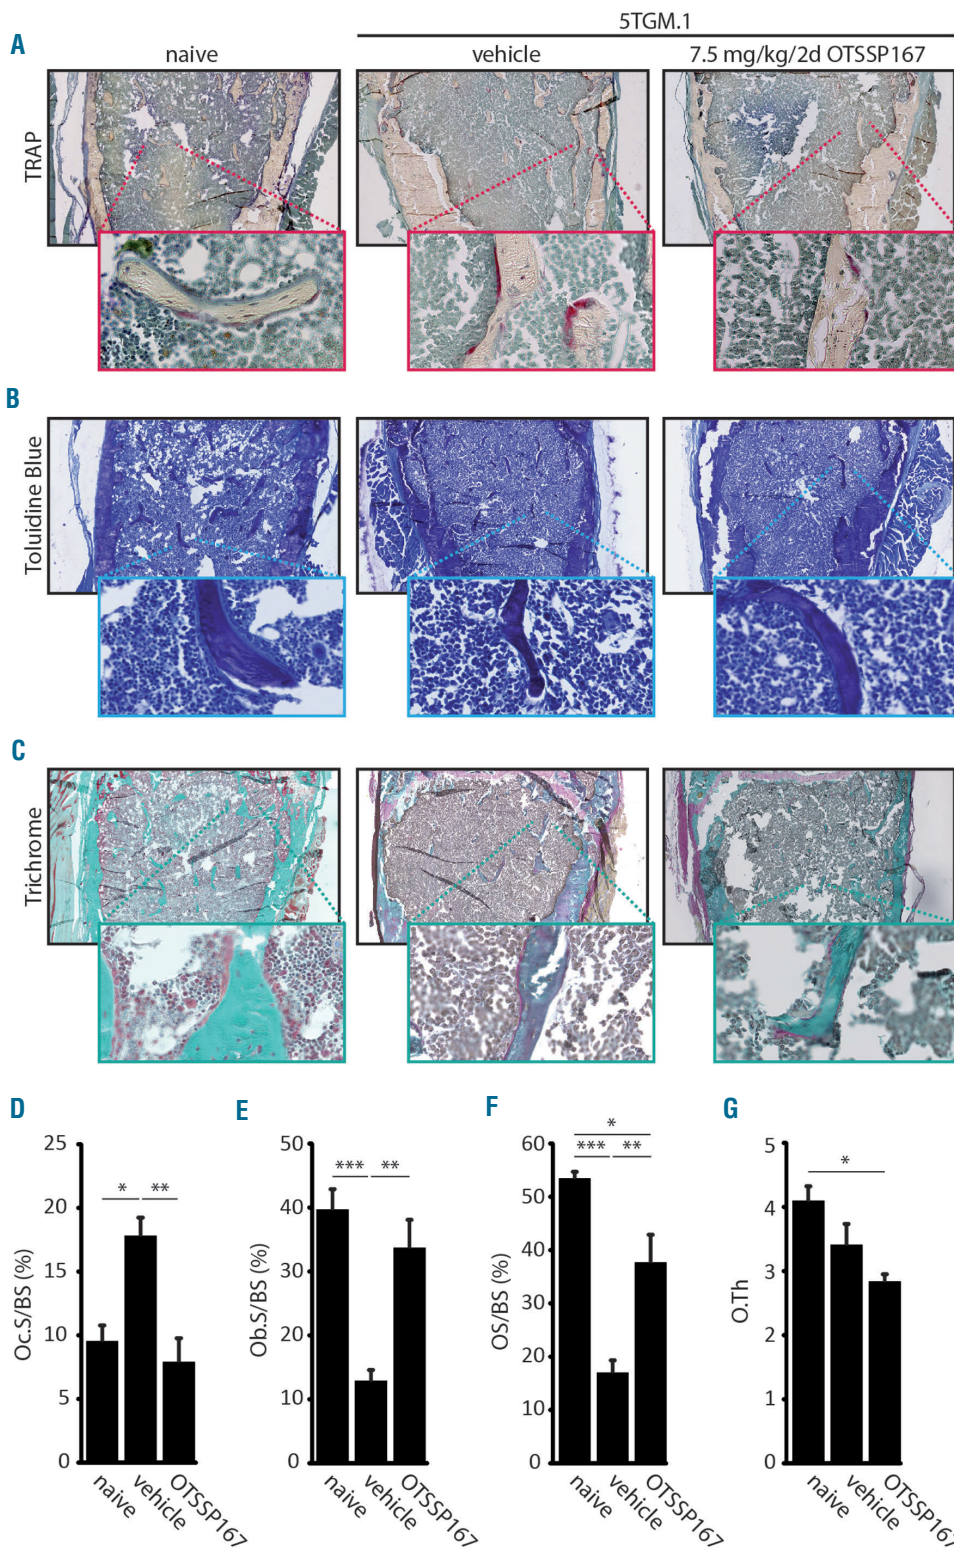 5TGM.1
A
naive
vehicle
7.5 mg/kg/2d OTSSP167
TRAP
B
Toluidine Blue
C
Trichrome
D
E
F
G
25
20
15
10
5
0
Oc.S/BS (%)
*
**
naive
vehicle
OTSSP167
50
40
30
20
10
0
Ob.S/BS (%)
***
**
naive
vehicle
OTSSP167
60
50
40
30
20
10
0
OS/BS (%)
*
***
**
naive
vehicle
OTSSP167
5
4
3
2
1
0
O.Th
*
naive
vehicle
OTSSP167